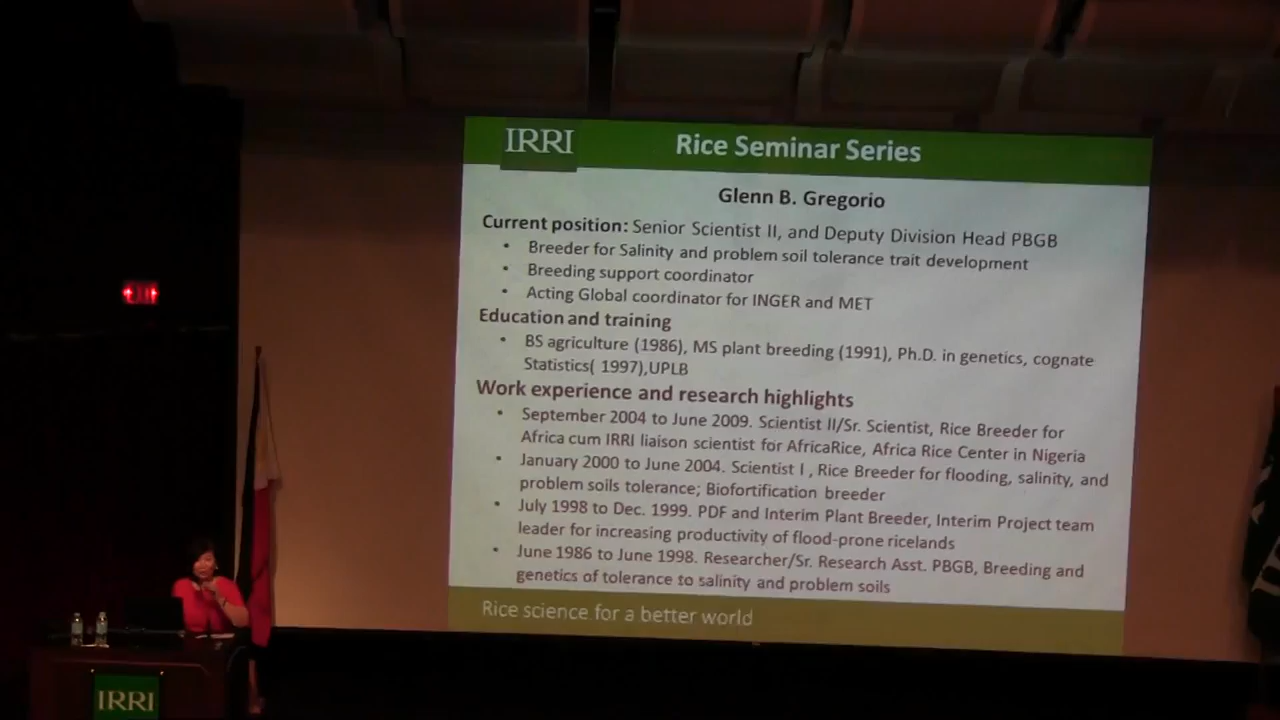 IRRI
Rice Seminar Series
Glenn B. Gregorio
Current position: Senior Scientist II, and Deputy Division Head PBGB
• Breeder for Salinity and problem soil tolerance trait development
• Breeding support coordinator
• Acting Global coordinator for INGER and MET
Education and training
• BS agriculture (1986), MS plant breeding (1991), Ph.D. in genetics, cognate
Statistics( 1997),UPLB
Work experience and research highlights
• September 2004 to June 2009. Scientist II/Sr. Scientist, Rice Breeder for
Africa cum IRRI liaison scientist for AfricaRice, Africa Rice Center in Nigeria
• January 2000 to June 2004. Scientist I , Rice Breeder for flooding, salinity, and
problem soils tolerance; Biofortification breeder
• July 1998 to Dec. 1999. PDF and Interim Plant Breeder, Interim Project team
leader for increasing productivity of flood-prone ricelands
• June 1986 to June 1998. Researcher/Sr. Research Asst. PBGB, Breeding and
genetics of tolerance to salinity and problem soils
Rice science for a better world
EXIT
IRRI